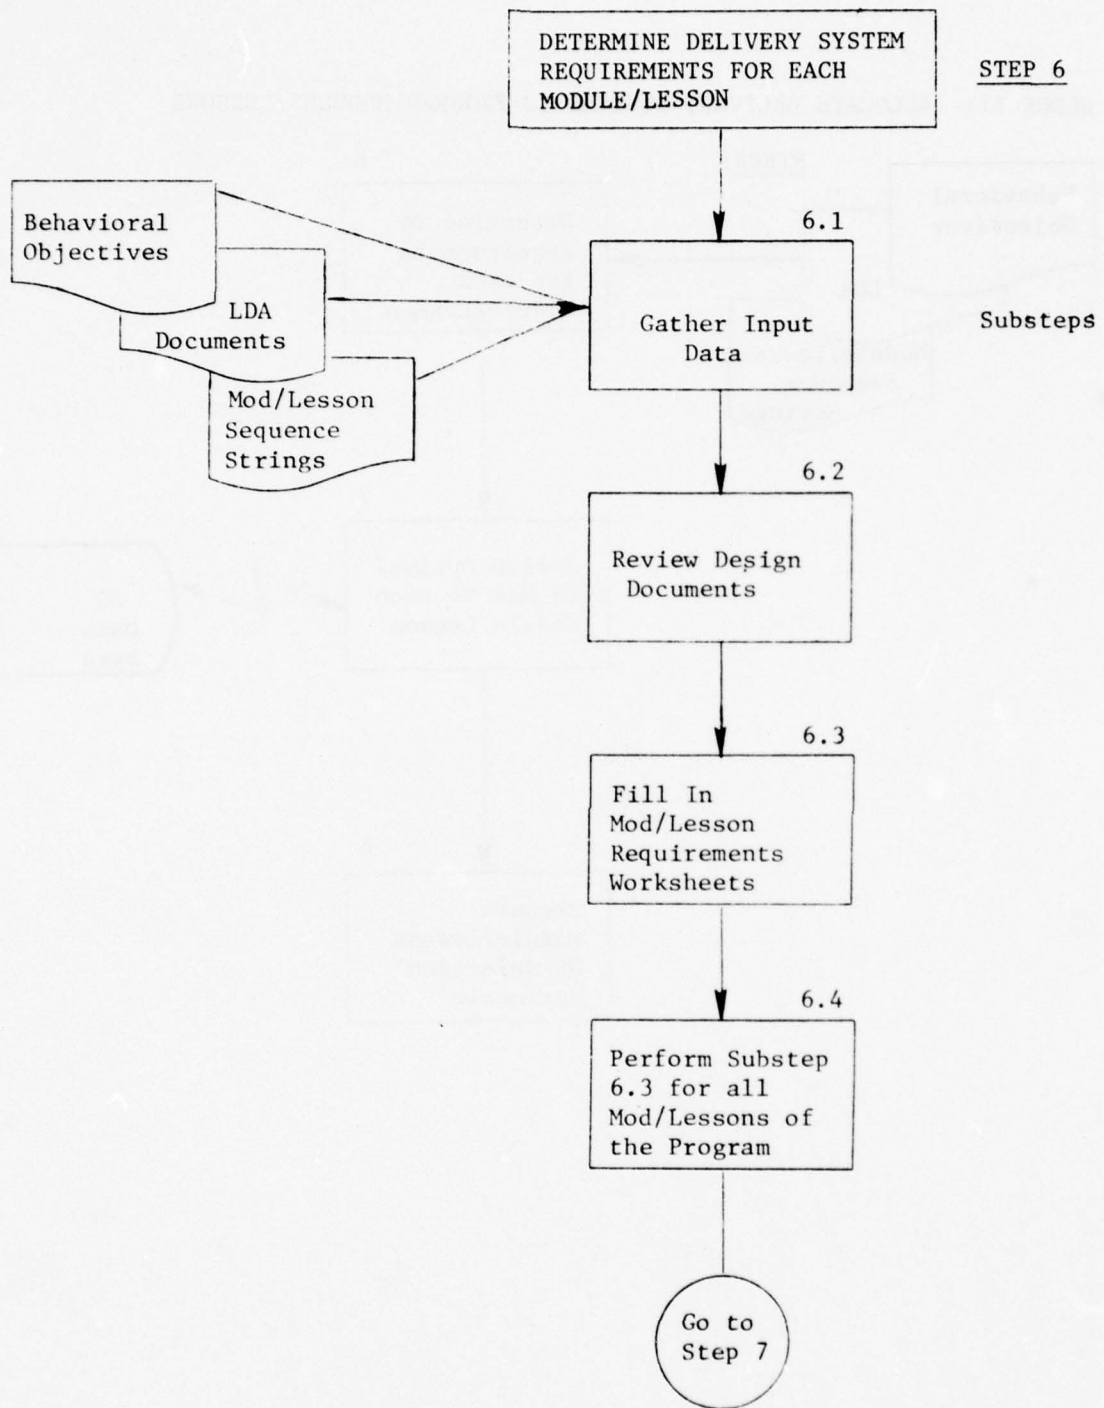 DETERMINE DELIVERY SYSTEM
REQUIREMENTS FOR EACH
MODULE/LESSON
STEP 6
Behavioral
Objectives
LDA
Documents
Mod/Lesson
Sequence
Strings
6.1
Gather Input
Data
Substeps
6.2
Review Design
Documents
6.3
Fill In
Mod/Lesson
Requirements
Worksheets
6.4
Perform Substep
6.3 for all
Mod/Lessons of
the Program
Go to
Step 7